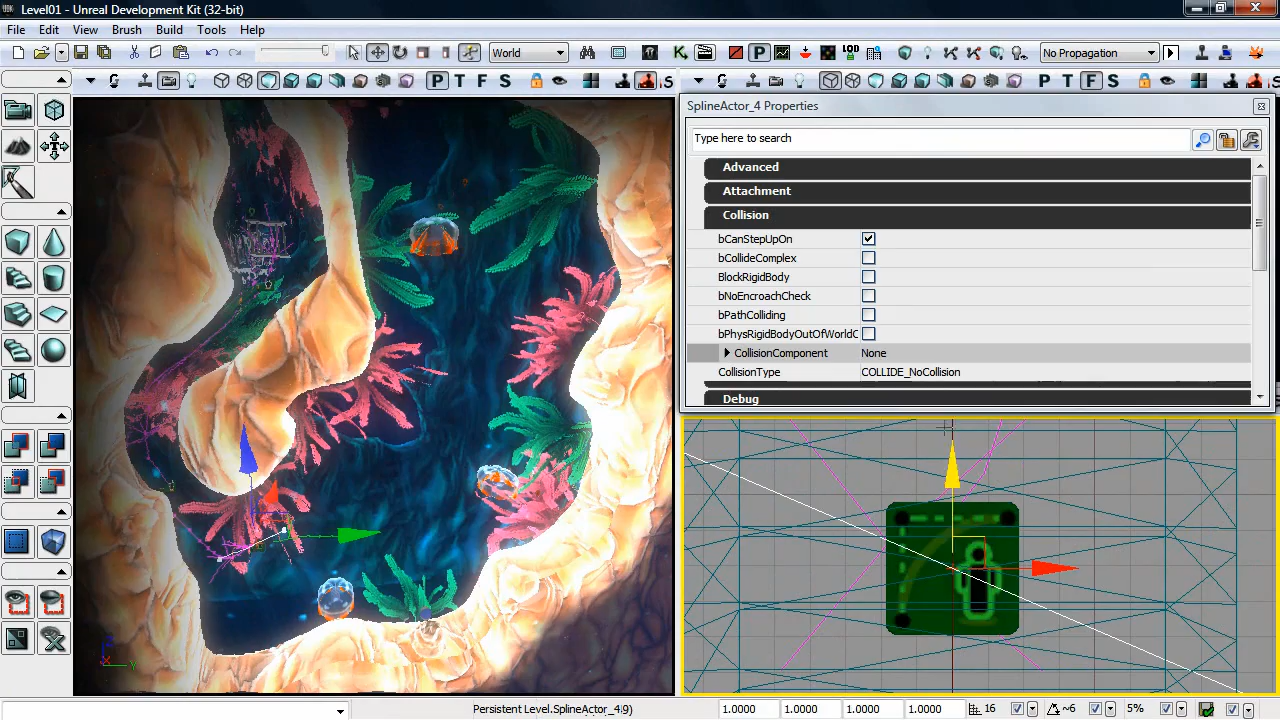 Level01 - Unreal Development Kit (32-bit)
File Edit View Brush Build Tools Help
World
LOD
No Propagation
P T F S
P T F S
SplineActor_4 Properties
Type here to search
Advanced
Attachment
Collision
bCanStepUpOn
bCollideComplex
BlockRigidBody
bNoEncroachCheck
bPathColliding
bPhysRigidBodyOutOfWorldC
CollisionComponent None
CollisionType COLLIDE_NoCollision
Debug
Persistent Level.SplineActor_4.9)
1.0000 1.0000 1.0000 1.0000 16 ~6 5%